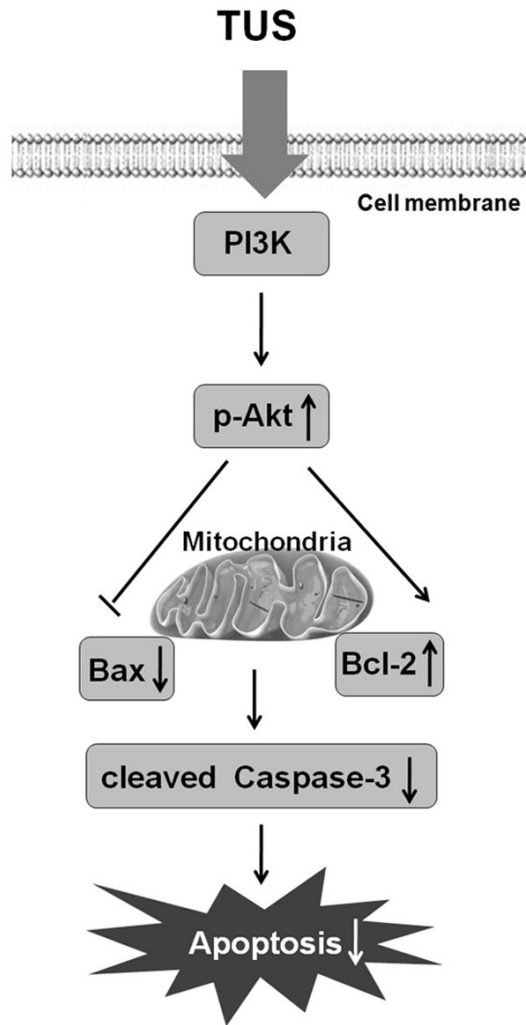 TUS
Cell membrane
PI3K
p-Akt ↑
Mitochondria
Bax ↓
Bcl-2 ↑
cleaved Caspase-3 ↓
Apoptosis ↓